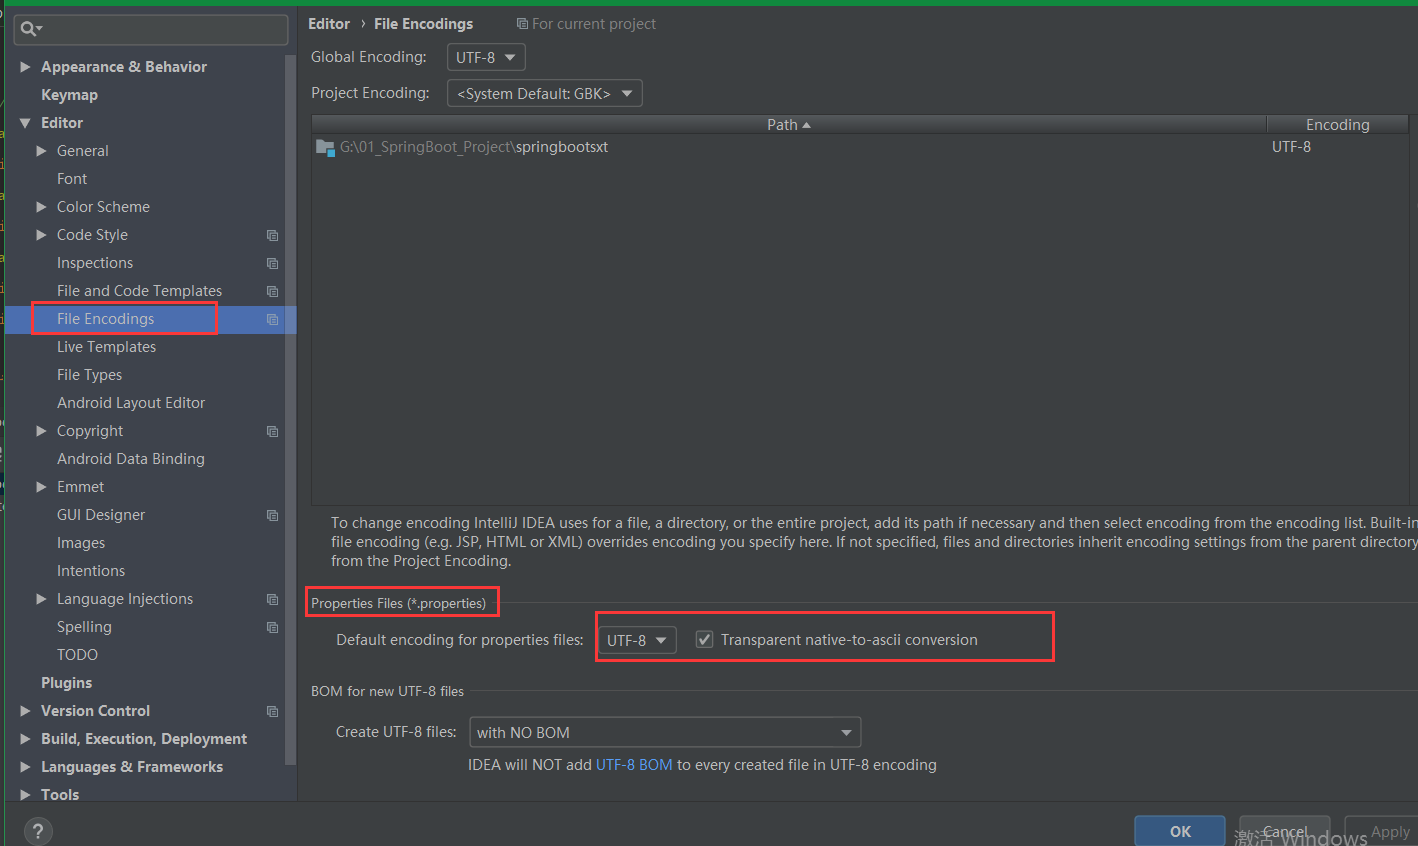 Editor › File Encodings For current project
Global Encoding: UTF-8
Project Encoding: <System Default: GBK>
Path Encoding
G:\01_SpringBoot_Project\springbootsxt UTF-8
Appearance & Behavior
Keymap
Editor
General
Font
Color Scheme
Code Style
Inspections
File and Code Templates
File Encodings
Live Templates
File Types
Android Layout Editor
Copyright
Android Data Binding
Emmet
GUI Designer
Images
Intentions
Language Injections
Spelling
TODO
Plugins
Version Control
Build, Execution, Deployment
Languages & Frameworks
Tools
To change encoding IntelliJ IDEA uses for a file, a directory, or the entire project, add its path if necessary and then select encoding from the encoding list. Built-in
file encoding (e.g. JSP, HTML or XML) overrides encoding you specify here. If not specified, files and directories inherit encoding settings from the parent directory
from the Project Encoding.
Properties Files (*.properties)
Default encoding for properties files: UTF-8 Transparent native-to-ascii conversion
BOM for new UTF-8 files
Create UTF-8 files: with NO BOM
IDEA will NOT add UTF-8 BOM to every created file in UTF-8 encoding
?
OK Cancel Apply
激活 Windows